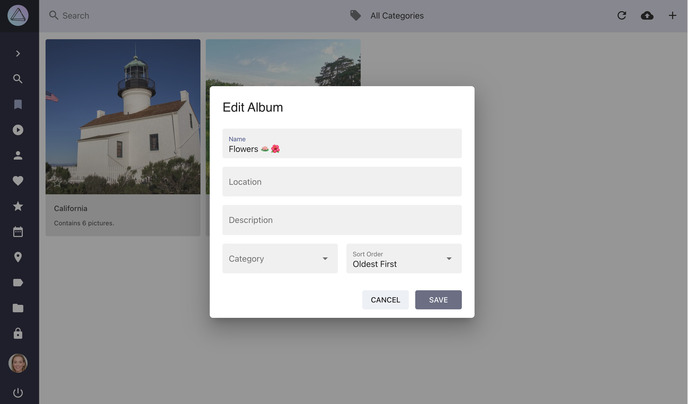 Search
All Categories
California
Contains 6 pictures.
Edit Album
Name
Flowers 🪷🌺
Location
Description
Category
Sort Order
Oldest First
CANCEL
SAVE